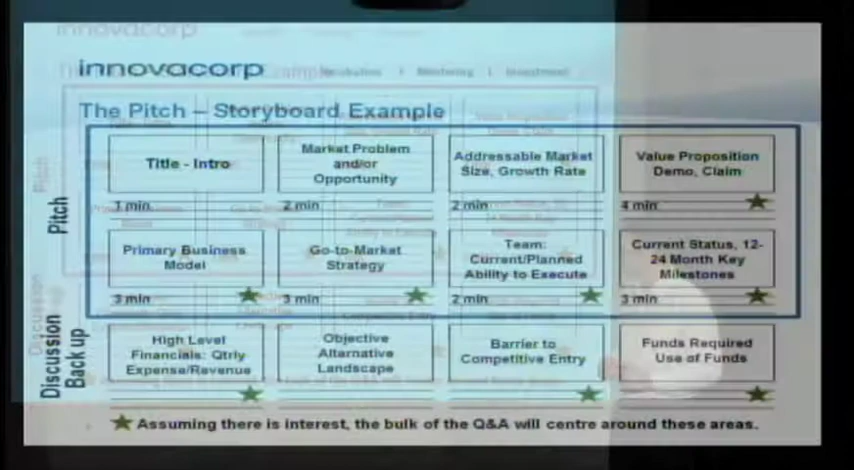 innovacorp
innovacorp
Incubation | Mentoring | Investment
The Pitch – Storyboard Example
Title - Intro
1 min
Market Problem
and/or
Opportunity
2 min
Addressable Market
Size, Growth Rate
2 min
Value Proposition
Demo, Claim
4 min
Pitch
Primary Business
Model
3 min
Go-to-Market
Strategy
3 min
Team:
Current/Planned
Ability to Execute
2 min
Current Status, 12-
24 Month Key
Milestones
3 min
Discussion
Back up
High Level
Financials: Qtrly
Expense/Revenue
Objective
Alternative
Landscape
Barrier to
Competitive Entry
Funds Required
Use of Funds
Assuming there is interest, the bulk of the Q&A will centre around these areas.